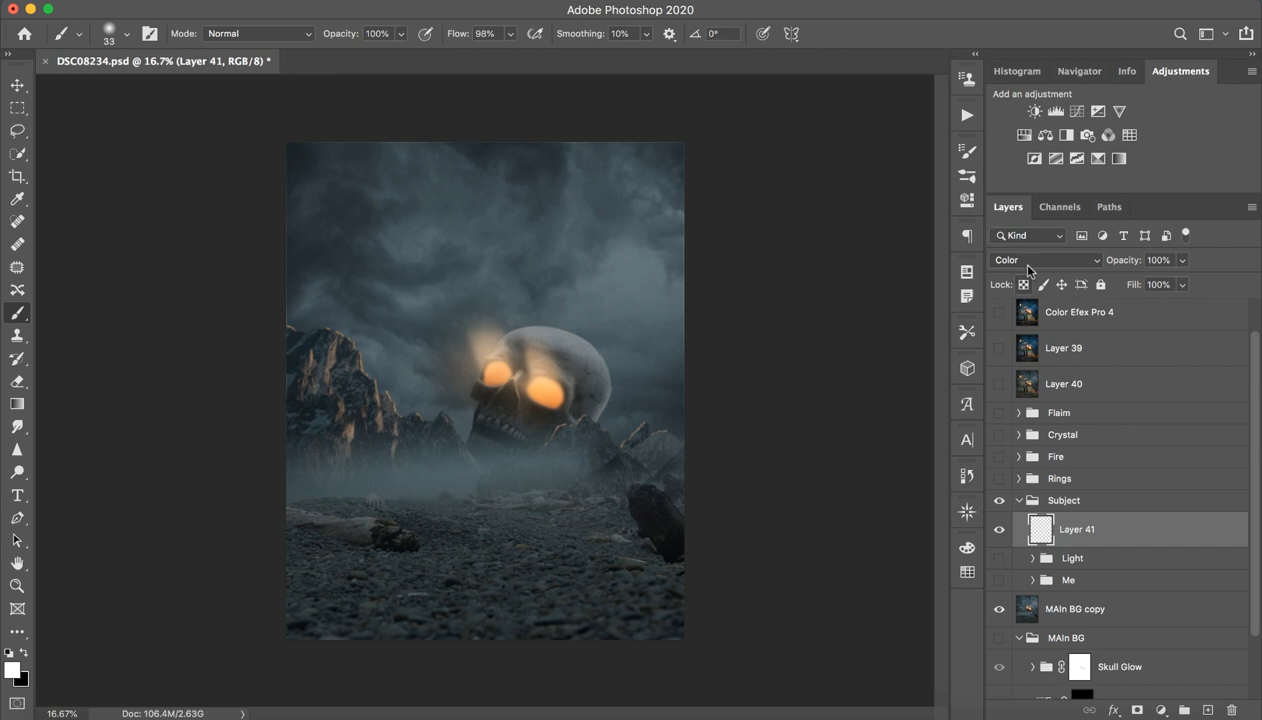 Adobe Photoshop 2020
33 Mode: Normal Opacity: 100% Flow: 98% Smoothing: 10% 0°
DSC08234.psd @ 16.7% (Layer 41, RGB/8) *
Histogram Navigator Info Adjustments
Add an adjustment
Layers Channels Paths
Kind
Color Opacity: 100%
Lock: Fill: 100%
Color Efex Pro 4
Layer 39
Layer 40
Flaim
Crystal
Fire
Rings
Subject
Layer 41
Light
Me
MAIn BG copy
MAIn BG
Skull Glow
16.67% Doc: 106.4M/2.63G